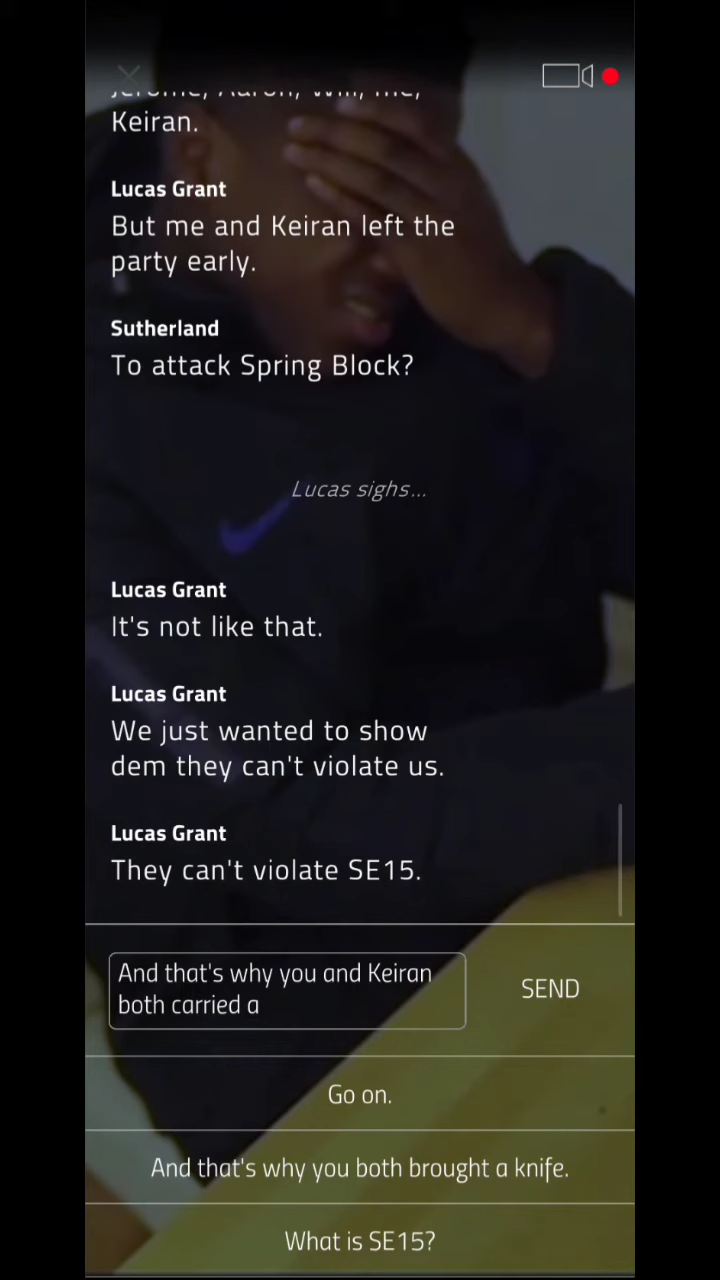 Keiran.
Lucas Grant
But me and Keiran left the
party early.
Sutherland
To attack Spring Block?
Lucas sighs...
Lucas Grant
It's not like that.
Lucas Grant
We just wanted to show
dem they can't violate us.
Lucas Grant
They can't violate SE15.
And that's why you and Keiran
both carried a
SEND
Go on.
And that's why you both brought a knife.
What is SE15?